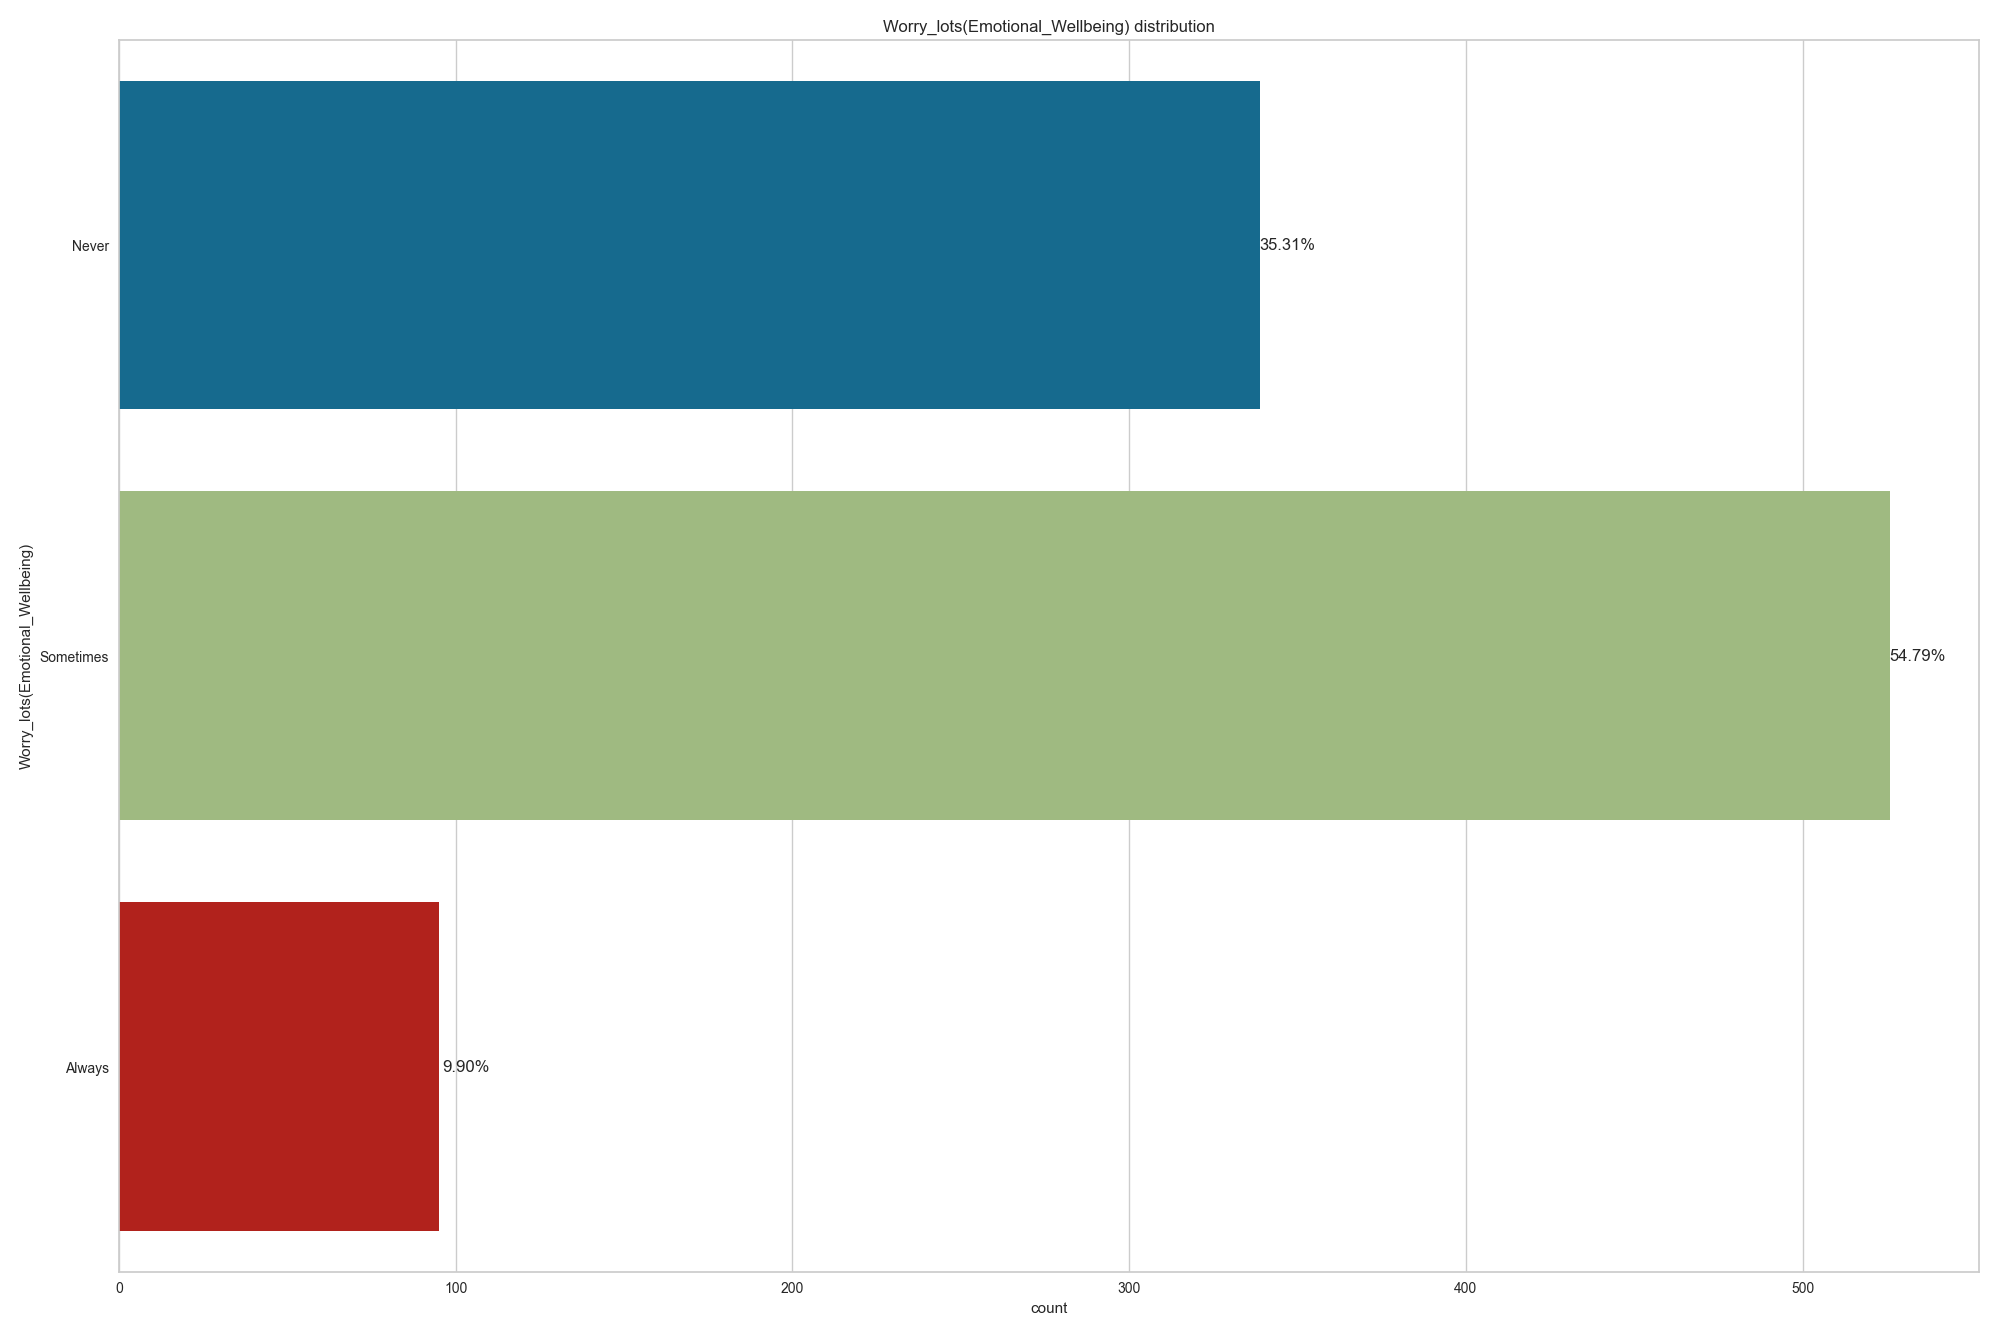 Worry_lots(Emotional_Wellbeing) distribution
Worry_lots(Emotional_Wellbeing)
Never
35.31%
Sometimes
54.79%
Always
9.90%
0 100 200 300 400 500
count